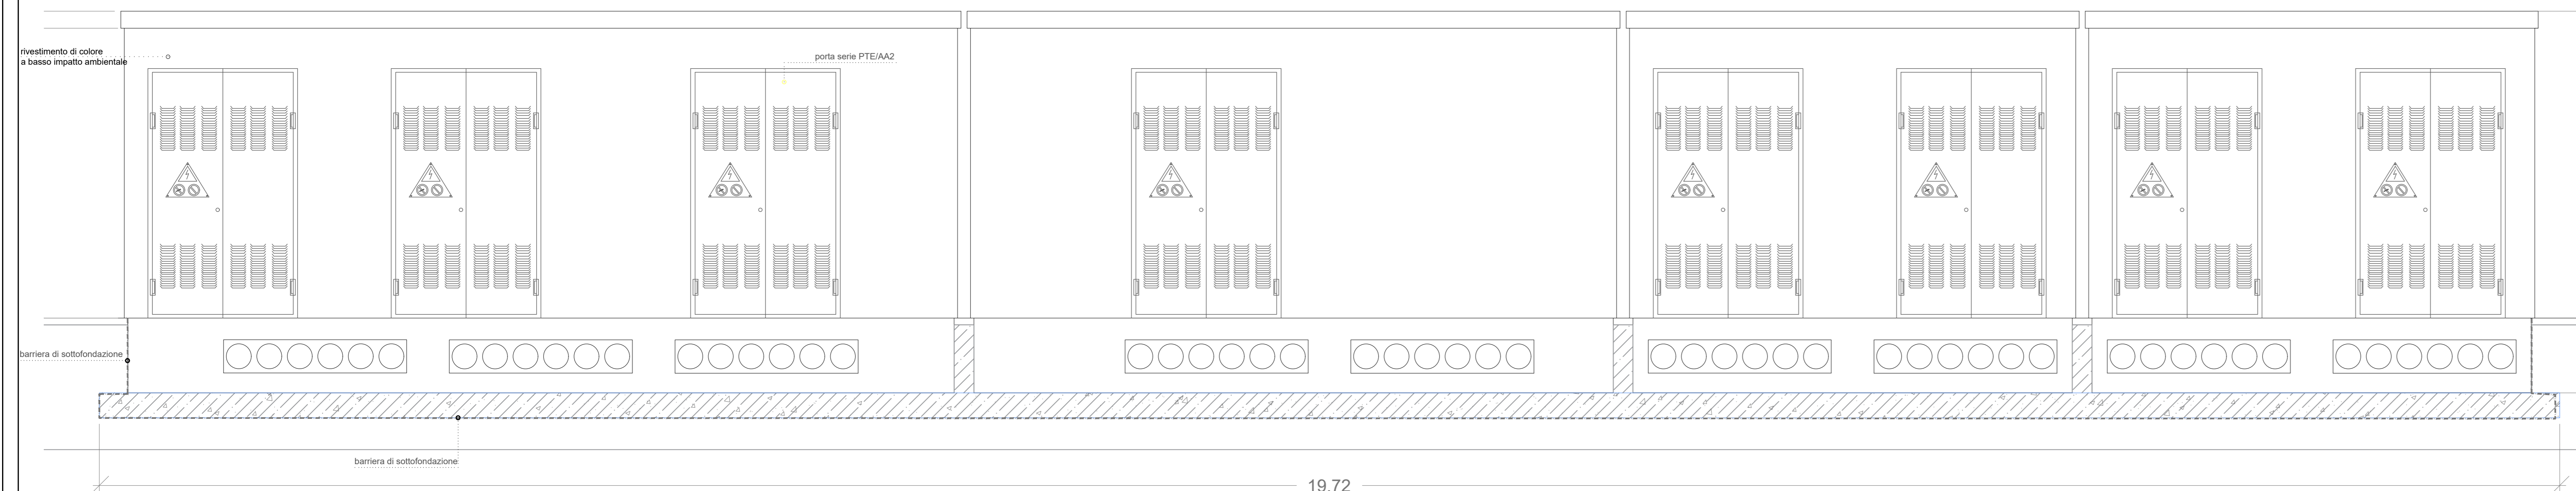 rivestimento di colore
a basso impatto ambientale
porta serie PTE/AA2
barriera di sottofondazione
barriera di sottofondazione
19.72